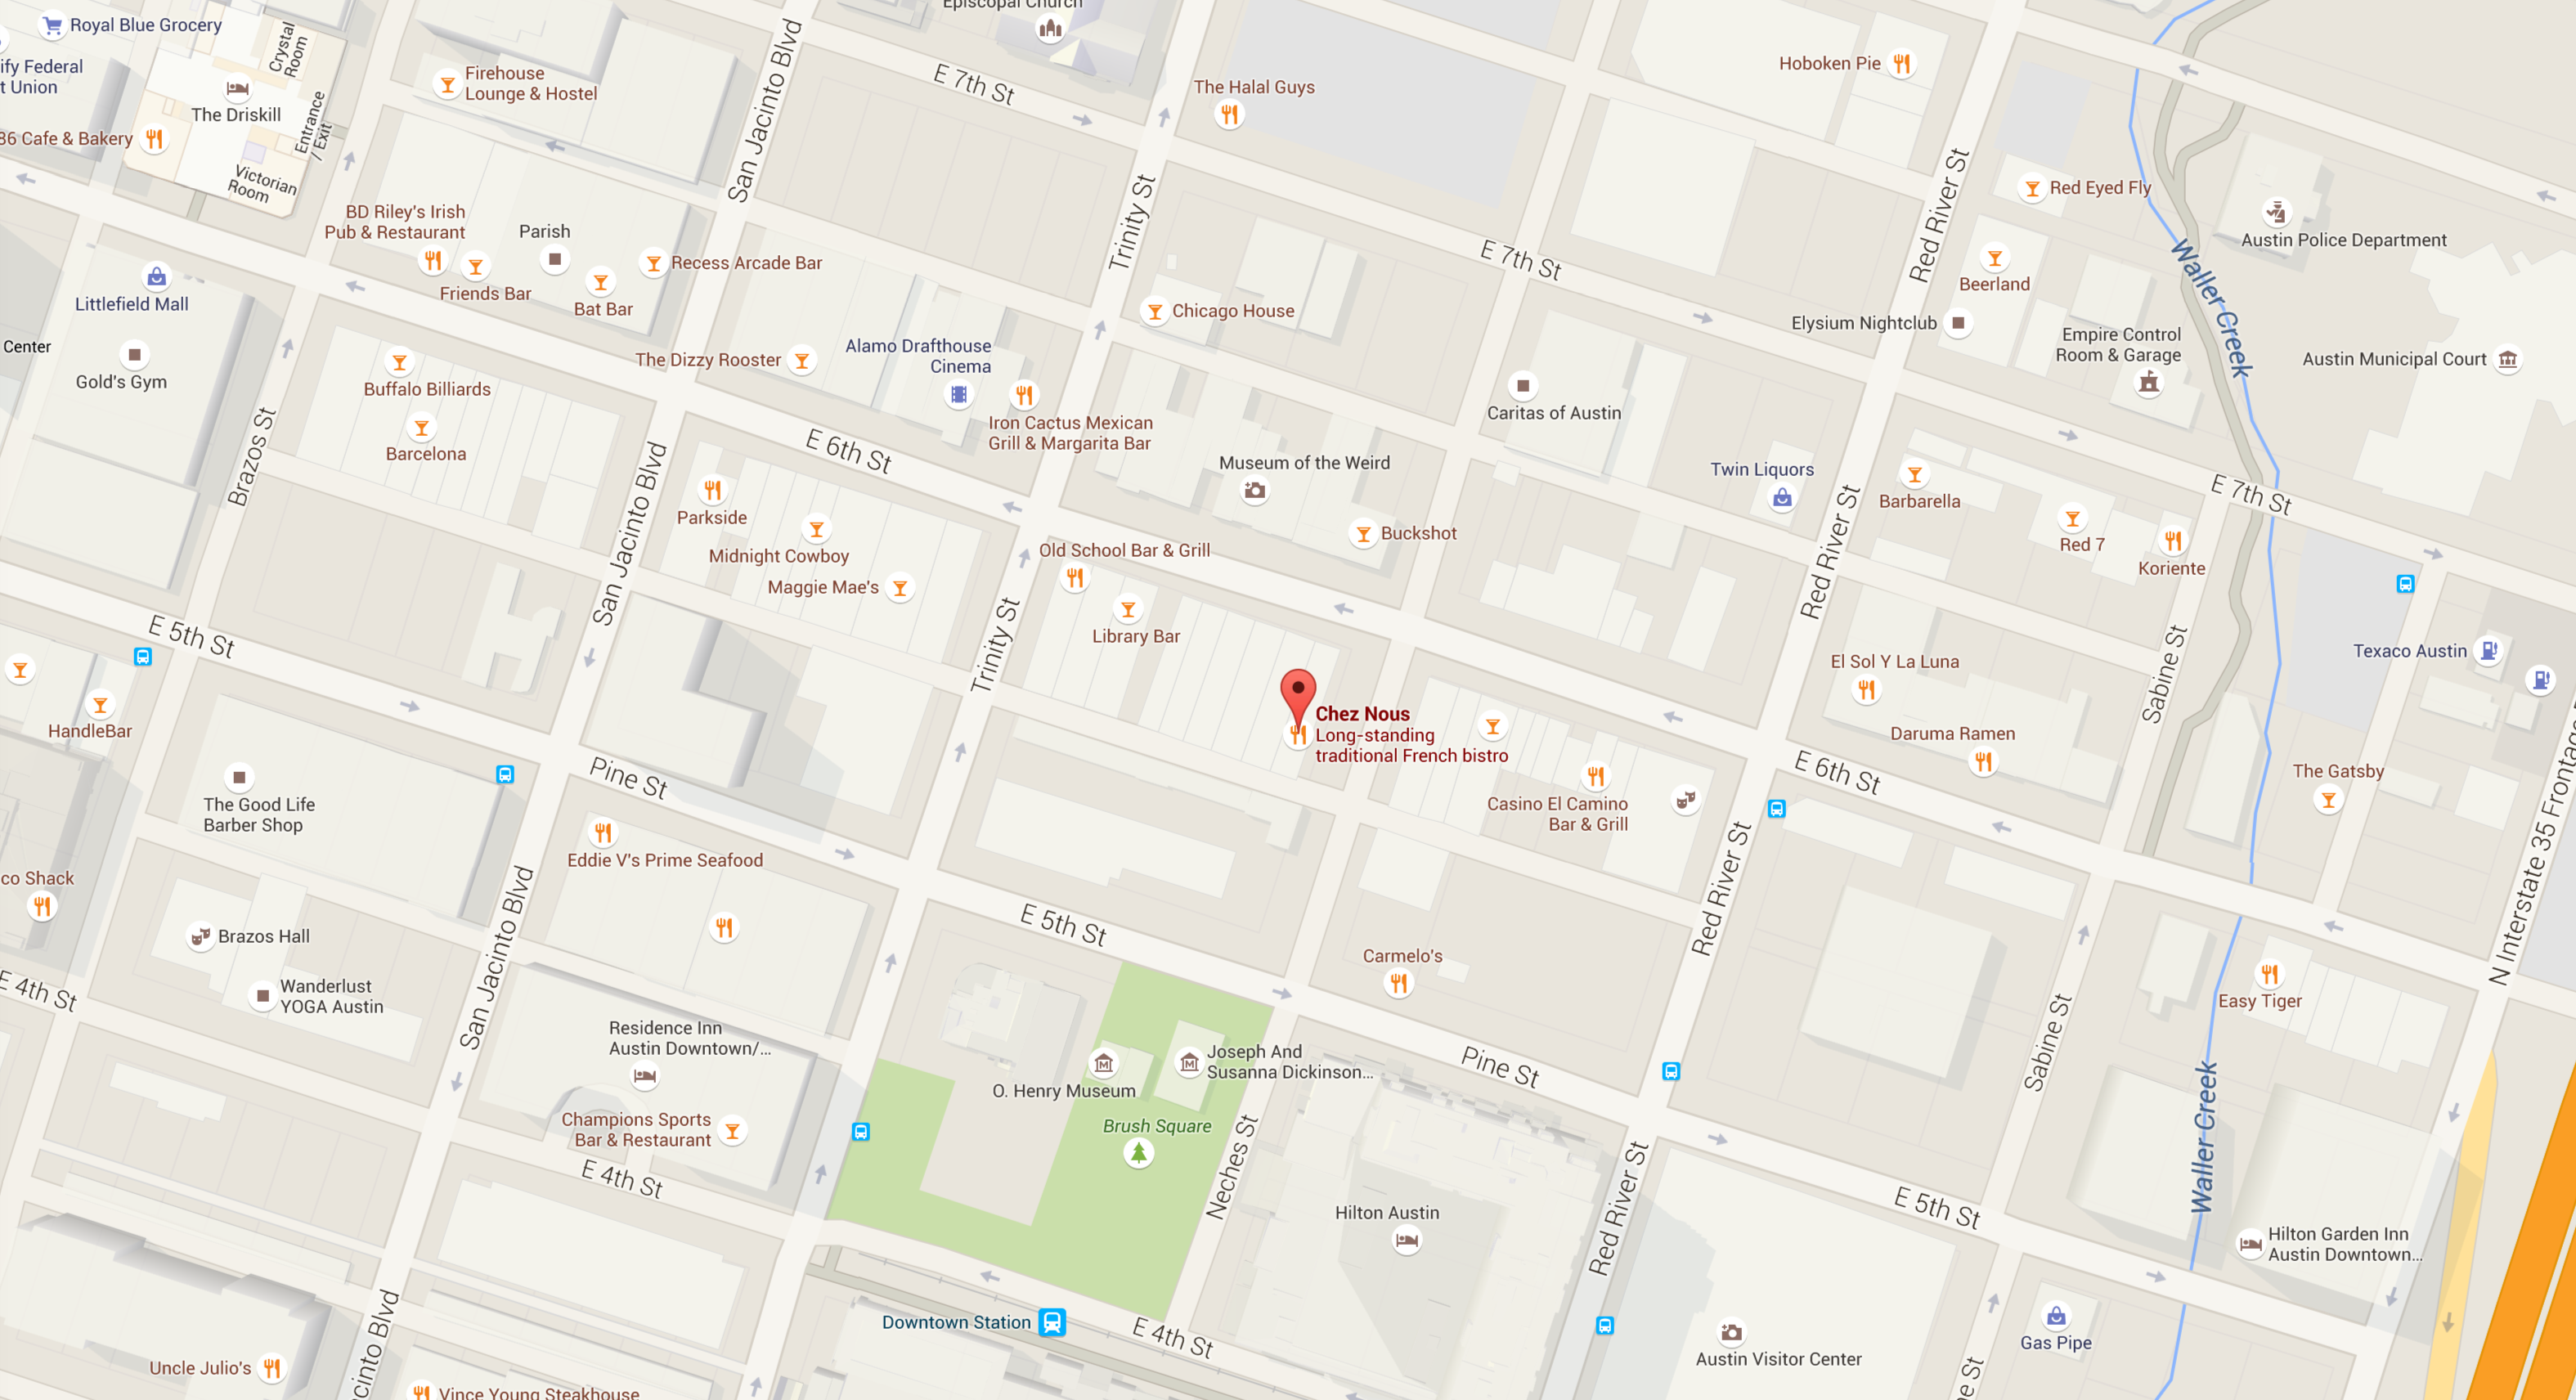 Episcopal Church
Royal Blue Grocery
Crystal
Room
ify Federal
t Union
Firehouse
Lounge & Hostel
San Jacinto Blvd
E 7th St
The Halal Guys
Hoboken Pie
The Driskill
Entrance
/ Exit
86 Cafe & Bakery
Victorian
Room
Red River St
Red Eyed Fly
BD Riley's Irish
Pub & Restaurant
Parish
Trinity St
Austin Police Department
Recess Arcade Bar
E 7th St
Waller Creek
Friends Bar
Bat Bar
Beerland
Littlefield Mall
Chicago House
Elysium Nightclub
Empire Control
Room & Garage
Center
Gold's Gym
The Dizzy Rooster
Alamo Drafthouse
Cinema
Austin Municipal Court
Buffalo Billiards
Iron Cactus Mexican
Grill & Margarita Bar
Caritas of Austin
Barcelona
Brazos St
E 6th St
Museum of the Weird
Twin Liquors
San Jacinto Blvd
Parkside
Barbarella
E 7th St
Red River St
Buckshot
Midnight Cowboy
Old School Bar & Grill
Red 7
Koriente
Maggie Mae's
E 5th St
Library Bar
Trinity St
Texaco Austin
El Sol Y La Luna
Sabine St
HandleBar
Chez Nous
Long-standing
traditional French bistro
Daruma Ramen
Pine St
E 6th St
The Gatsby
The Good Life
Barber Shop
Casino El Camino
Bar & Grill
N Interstate 35 Frontage
Eddie V's Prime Seafood
co Shack
Red River St
Brazos Hall
E 5th St
San Jacinto Blvd
Carmelo's
E 4th St
Wanderlust
YOGA Austin
Easy Tiger
Residence Inn
Austin Downtown/...
Joseph And
Susanna Dickinson...
Pine St
Sabine St
O. Henry Museum
Champions Sports
Bar & Restaurant
Brush Square
Neches St
Waller Creek
E 4th St
Red River St
Hilton Austin
E 5th St
Hilton Garden Inn
Austin Downtown...
Downtown Station
E 4th St
Gas Pipe
Austin Visitor Center
Uncle Julio's
cinto Blvd
Vince Young Steakhouse
ne St